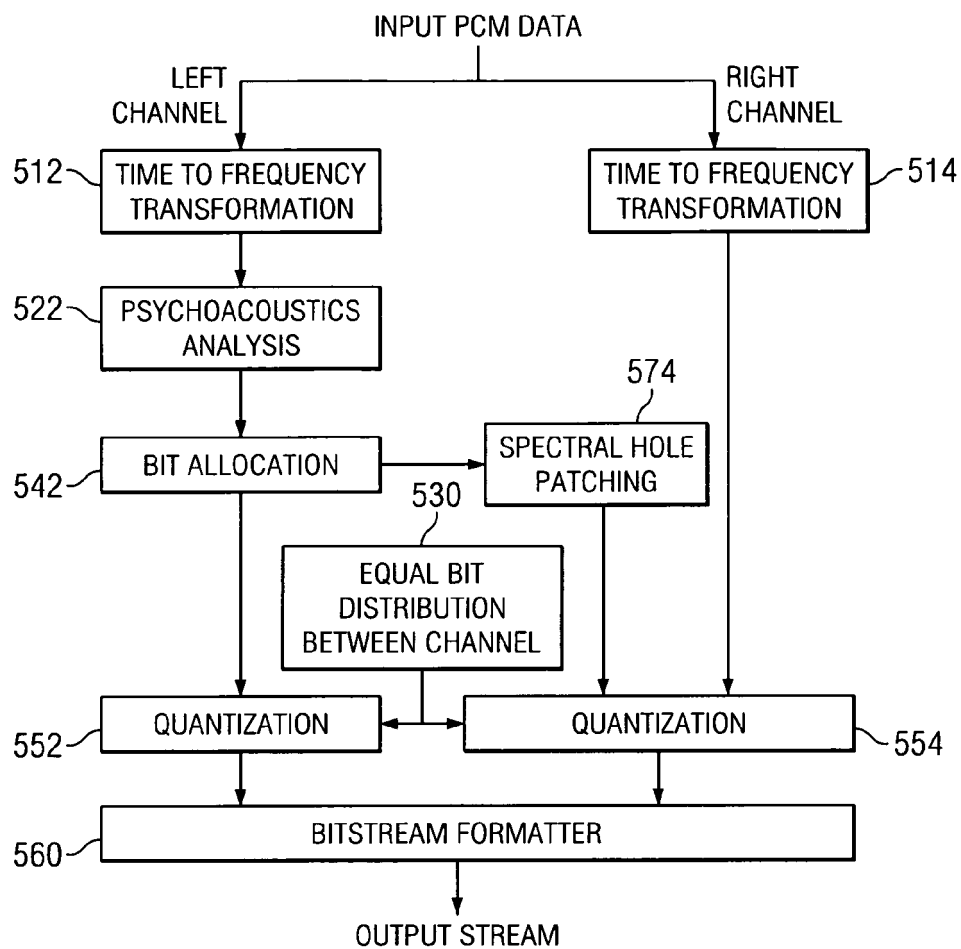 INPUT PCM DATA
LEFT
CHANNEL
RIGHT
CHANNEL
512
TIME TO FREQUENCY
TRANSFORMATION
TIME TO FREQUENCY
TRANSFORMATION
514
522
PSYCHOACOUSTICS
ANALYSIS
574
542
BIT ALLOCATION
SPECTRAL HOLE
PATCHING
530
EQUAL BIT
DISTRIBUTION
BETWEEN CHANNEL
552
QUANTIZATION
QUANTIZATION
554
560
BITSTREAM FORMATTER
OUTPUT STREAM